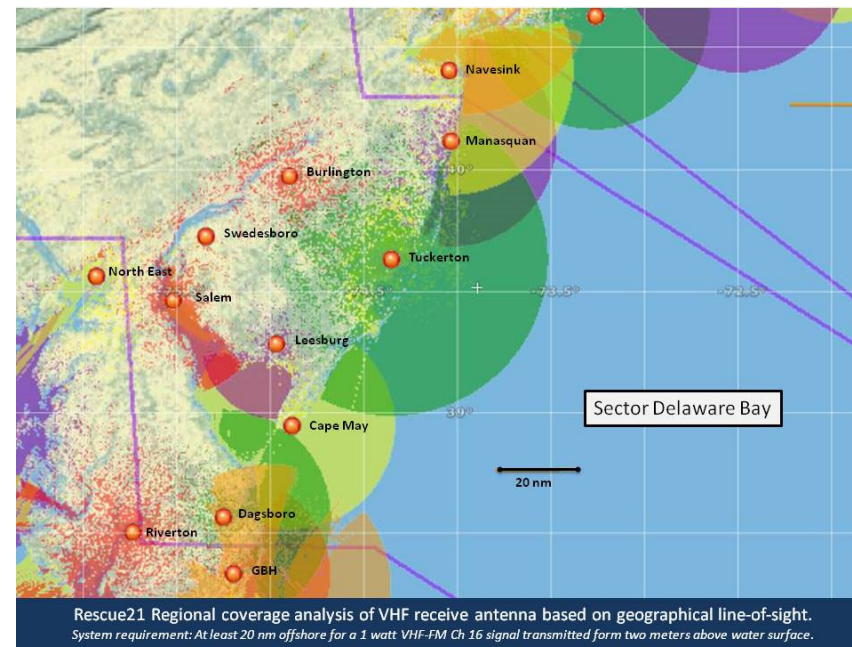 Navesink
Manasquan
40°
Burlington
Swedesboro
Tuckerton
North East
Salem
-73.5°
-72.5°
Leesburg
Sector Delaware Bay
39°
Cape May
20 nm
Dagsboro
Riverton
GBH
Rescue21 Regional coverage analysis of VHF receive antenna based on geographical line-of-sight.
System requirement: At least 20 nm offshore for a 1 watt VHF-FM Ch 16 signal transmitted form two meters above water surface.